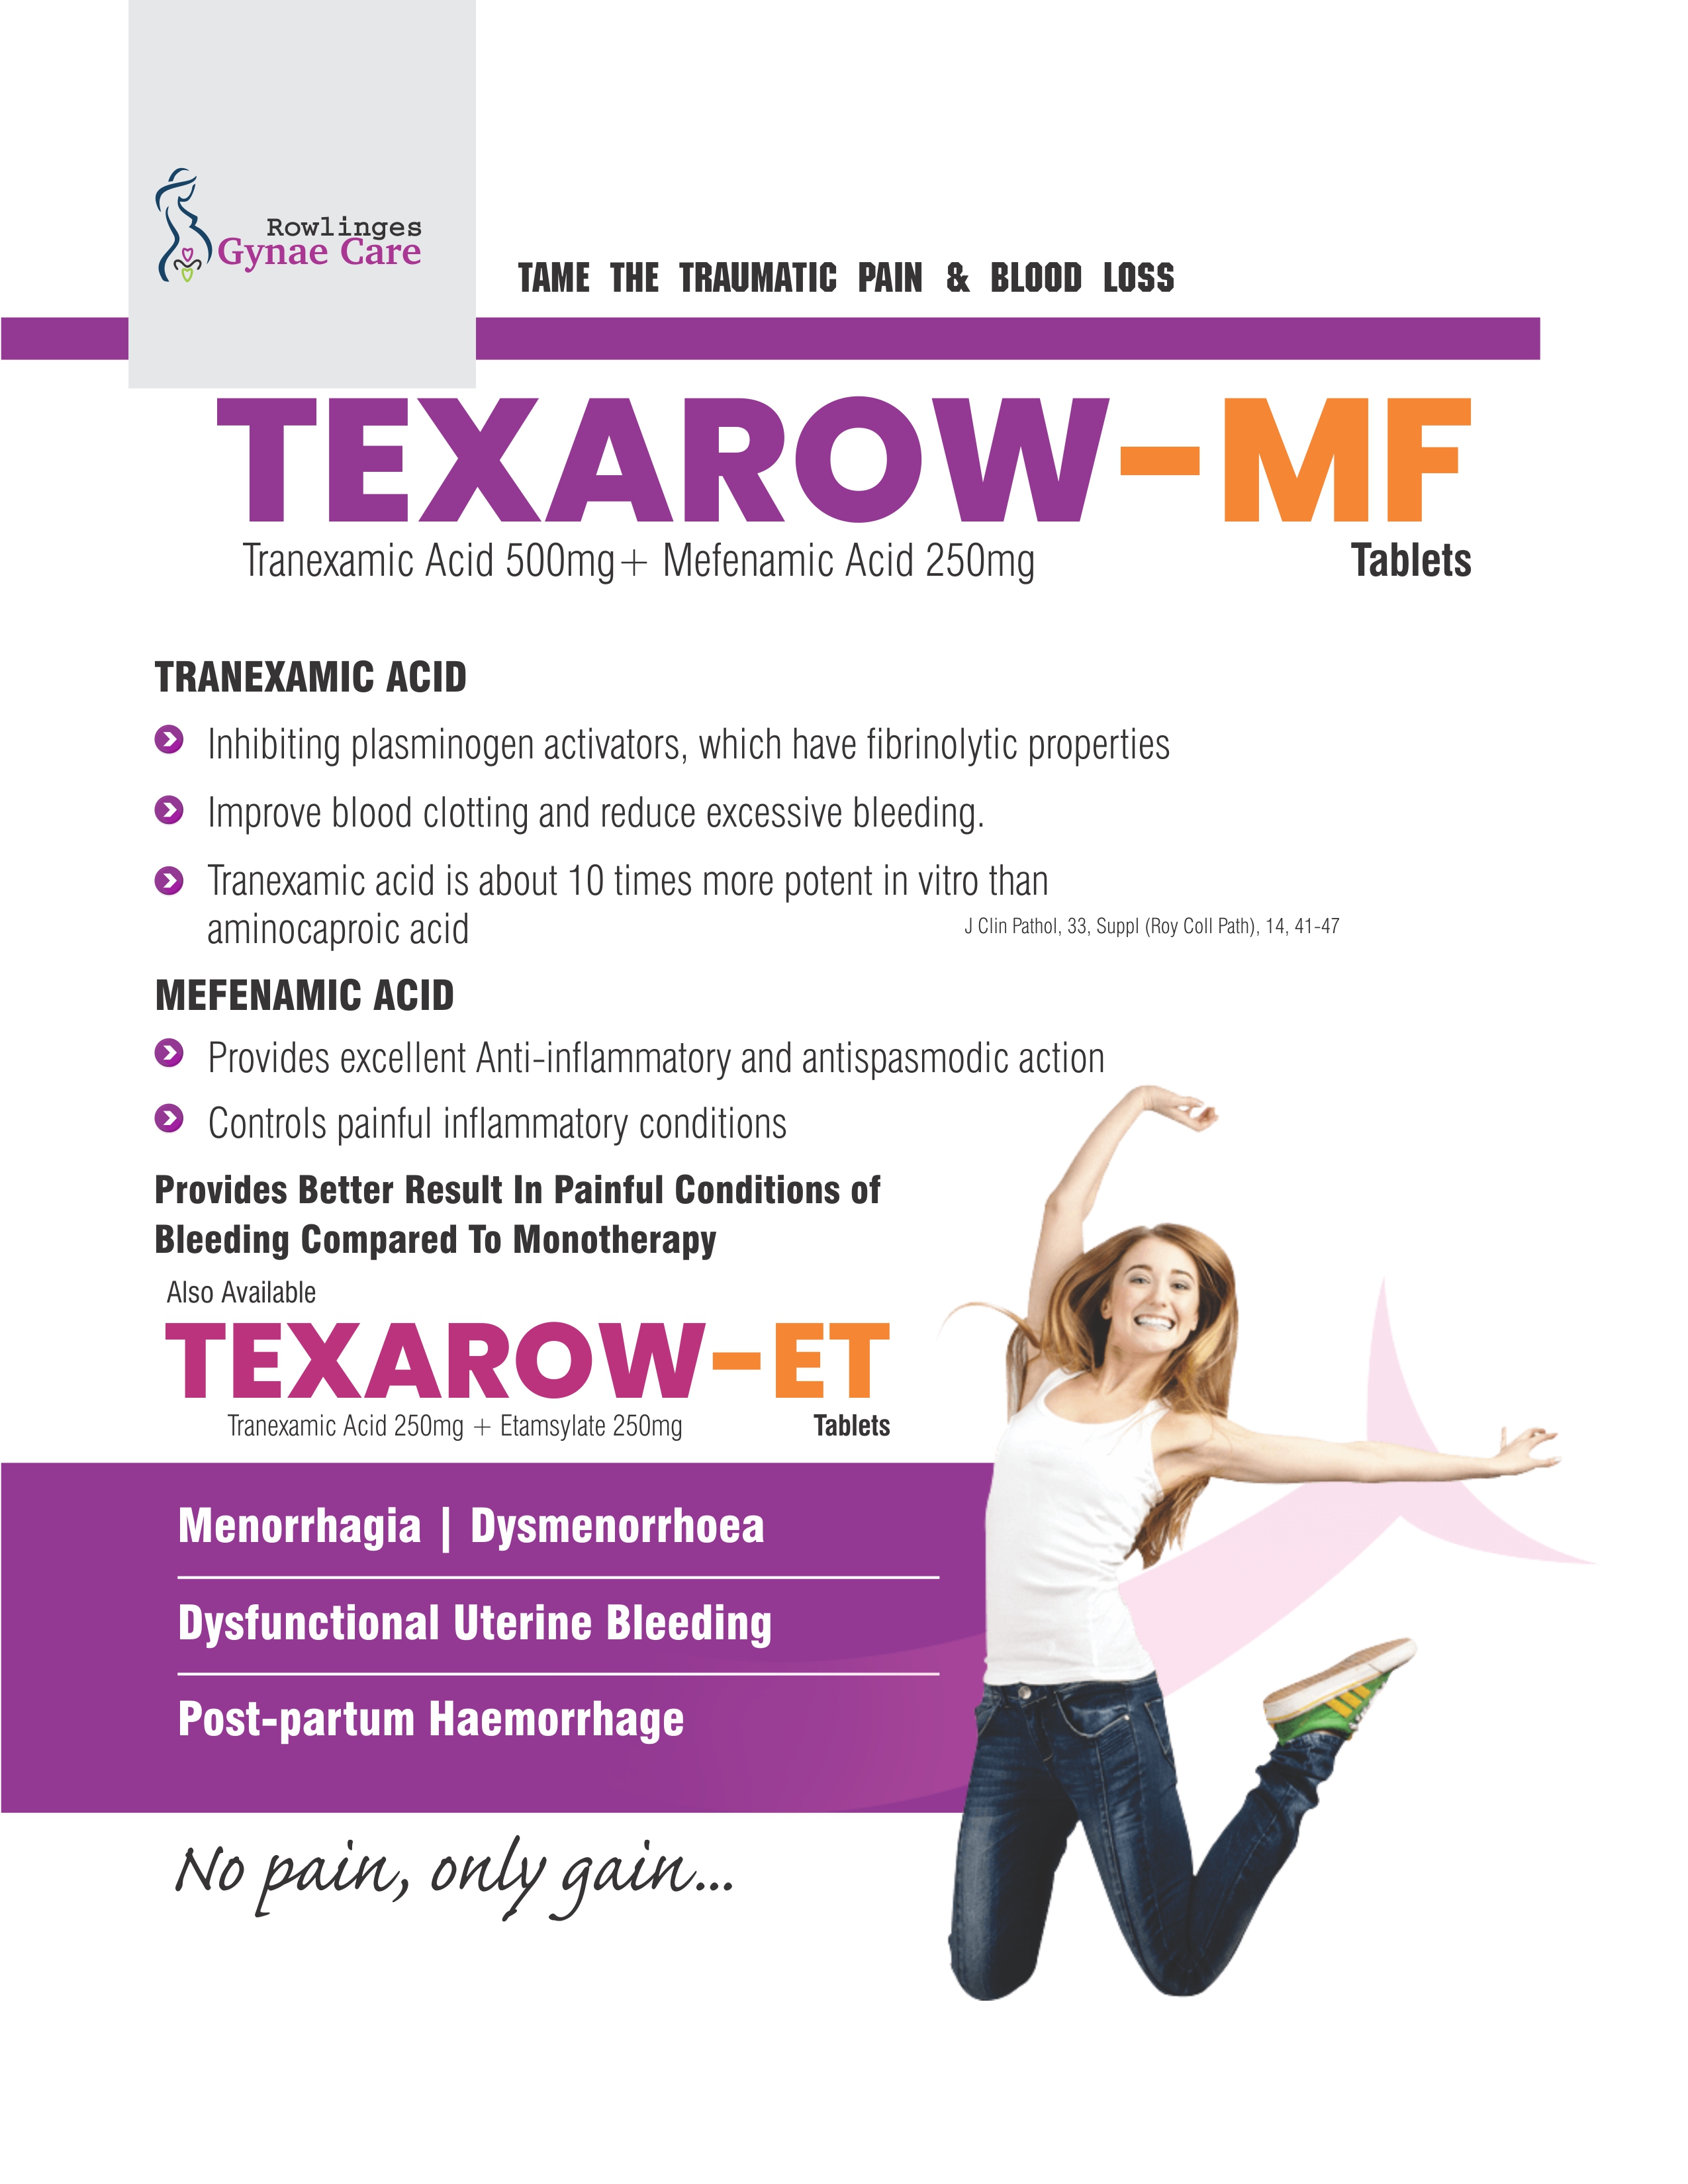 Rowlinges
Gynae Care
TAME THE TRAUMATIC PAIN & BLOOD LOSS
TEXAROW-MF
Tranexamic Acid 500mg+ Mefenamic Acid 250mg Tablets
TRANEXAMIC ACID
Inhibiting plasminogen activators, which have fibrinolytic properties
Improve blood clotting and reduce excessive bleeding.
Tranexamic acid is about 10 times more potent in vitro than
aminocaproic acid
J Clin Pathol, 33, Suppl (Roy Coll Path), 14, 41-47
MEFENAMIC ACID
Provides excellent Anti-inflammatory and antispasmodic action
Controls painful inflammatory conditions
Provides Better Result In Painful Conditions of
Bleeding Compared To Monotherapy
Also Available
TEXAROW-ET
Tranexamic Acid 250mg + Etamsylate 250mg Tablets
Menorrhagia | Dysmenorrhoea
Dysfunctional Uterine Bleeding
Post-partum Haemorrhage
No pain, only gain...